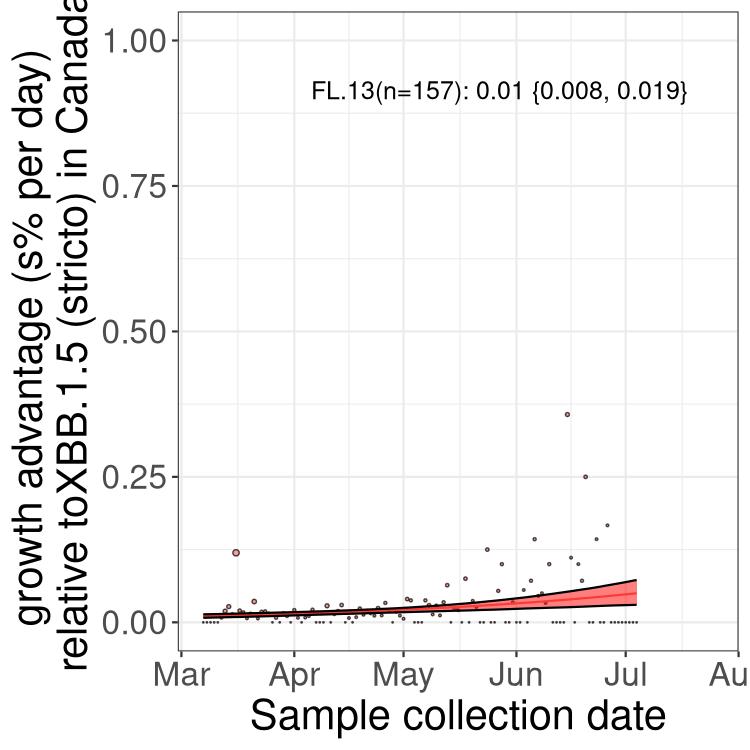 growth advantage (s% per day)
relative toXBB.1.5 (stricto) in Canada
1.00
0.75
0.50
0.25
0.00
FL.13(n=157): 0.01 {0.008, 0.019}
Mar Apr May Jun Jul Au
Sample collection date